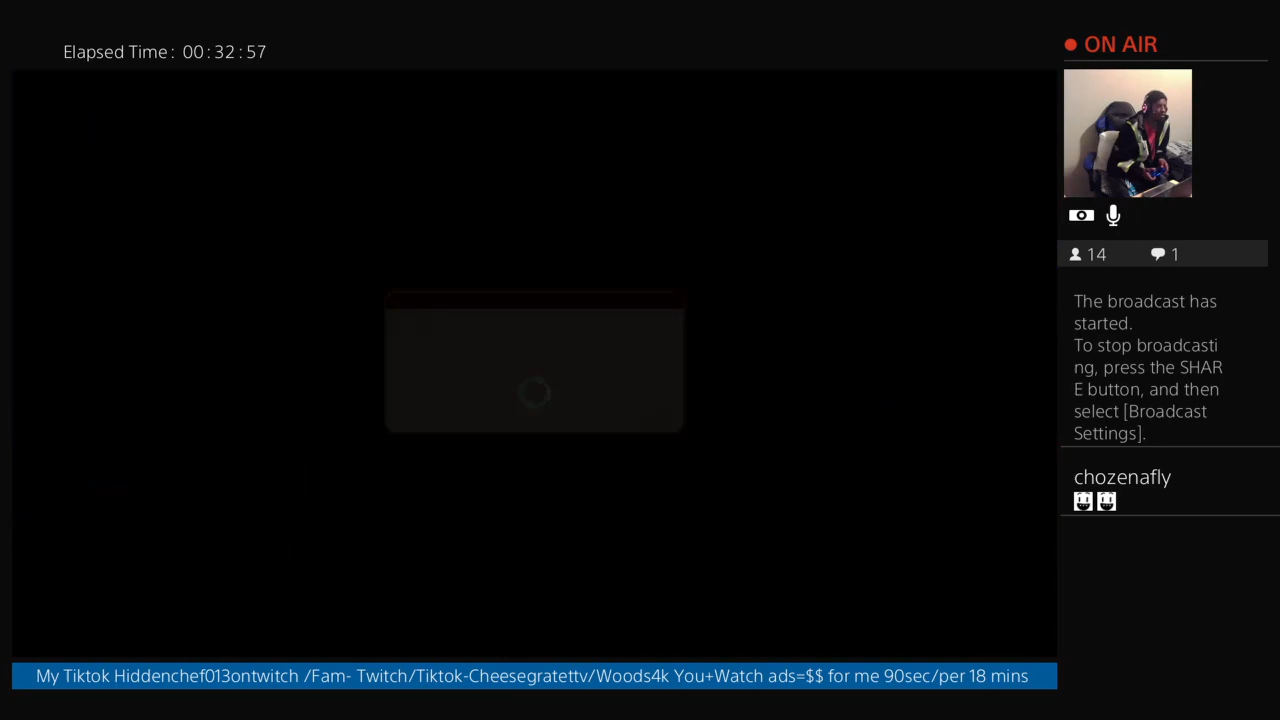 Elapsed Time: 00:32:57
ON AIR
14 1
The broadcast has
started.
To stop broadcasti
ng, press the SHAR
E button, and then
select [Broadcast
Settings].
chozenafly
My Tiktok Hiddenchef013ontwitch /Fam- Twitch/Tiktok-Cheesegratettv/Woods4k You+Watch ads=$$ for me 90sec/per 18 mins